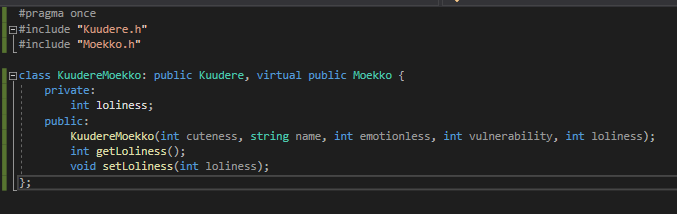 #pragma once
#include "Kuudere.h"
#include "Moekko.h"
class KuudereMoekko: public Kuudere, virtual public Moekko {
private:
int loliness;
public:
KuudereMoekko(int cuteness, string name, int emotionless, int vulnerability, int loliness);
int getLoliness();
void setLoliness(int loliness);
};